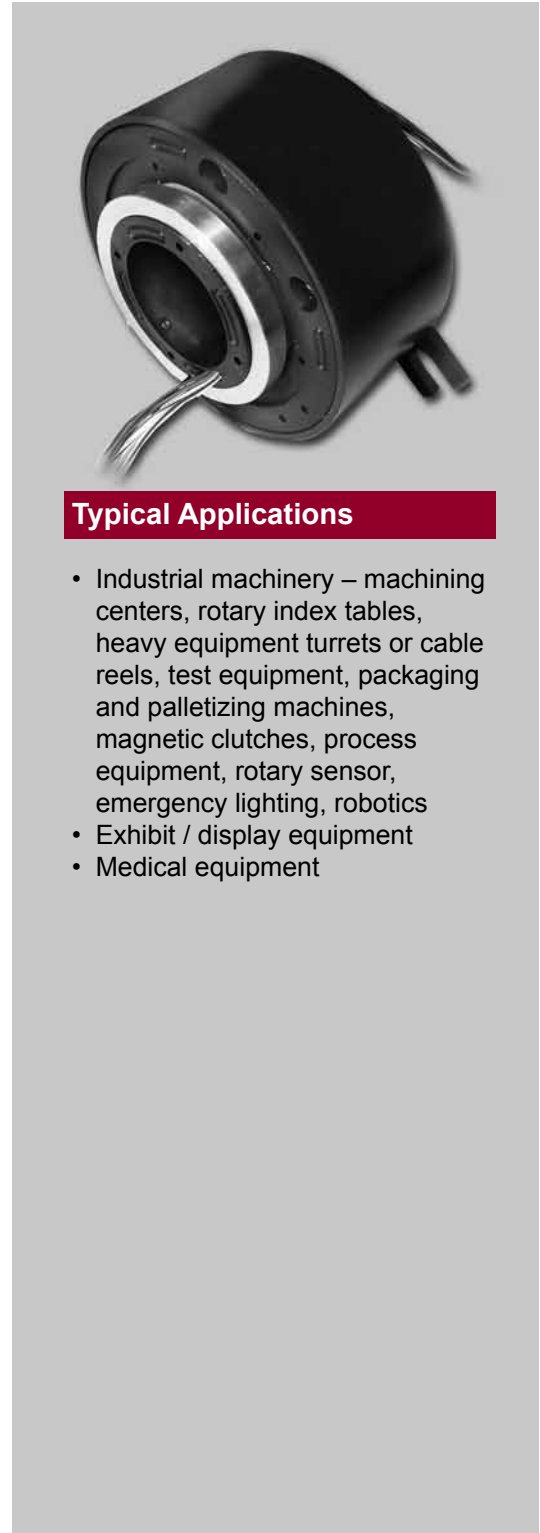 Typical Applications
• Industrial machinery – machining
centers, rotary index tables,
heavy equipment turrets or cable
reels, test equipment, packaging
and palletizing machines,
magnetic clutches, process
equipment, rotary sensor,
emergency lighting, robotics
• Exhibit / display equipment
• Medical equipment